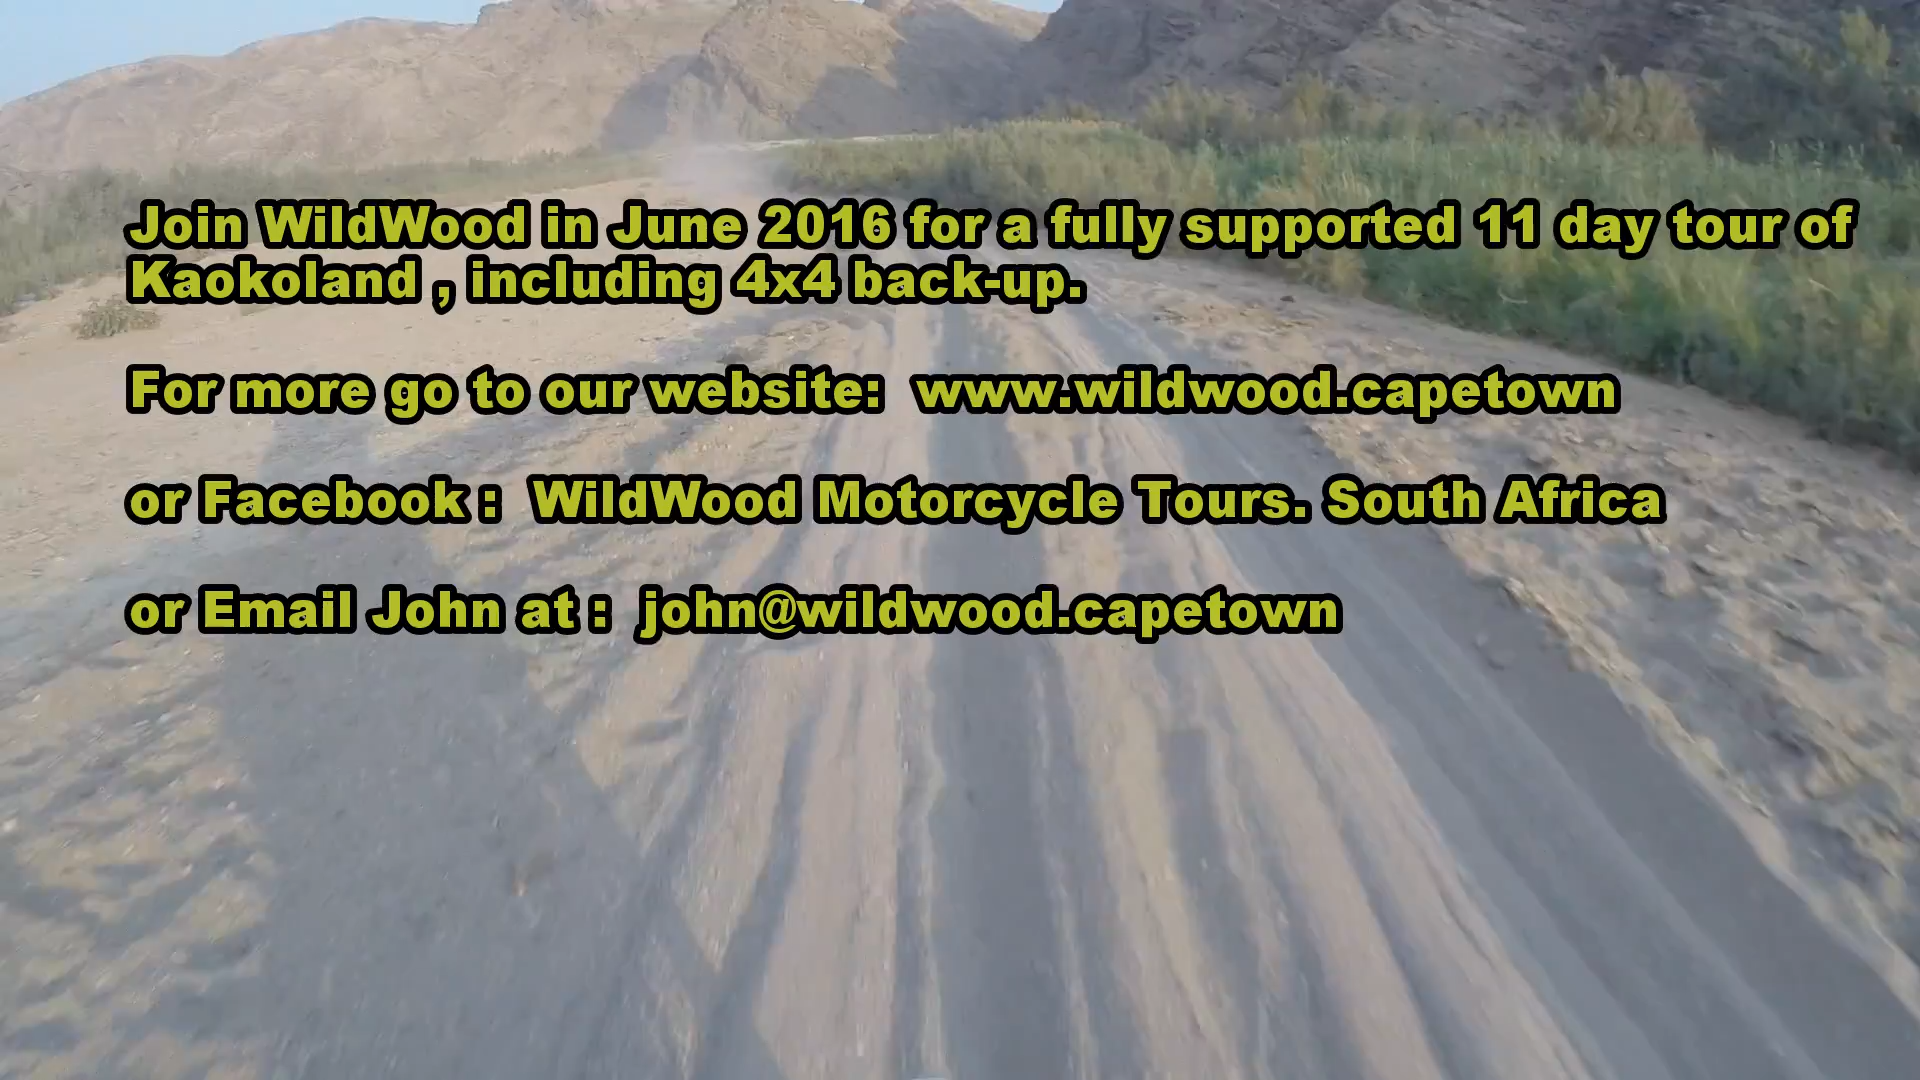 Join WildWood in June 2016 for a fully supported 11 day tour of
Kaokoland , including 4x4 back-up.
For more go to our website:  www.wildwood.capetown
or Facebook :  WildWood Motorcycle Tours. South Africa
or Email John at :  john@wildwood.capetown